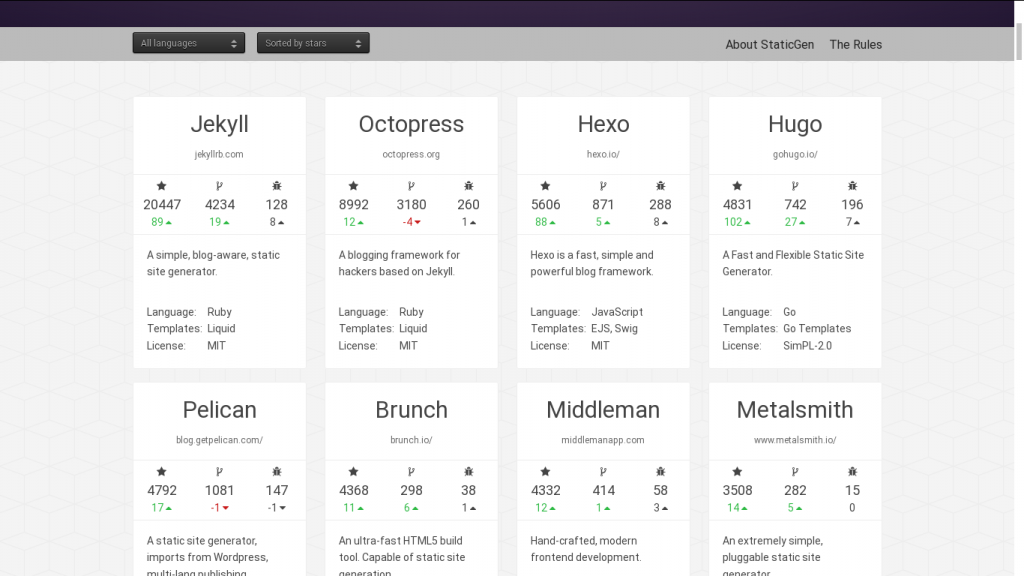 All languages
Sorted by stars
About StaticGen
The Rules
Jekyll
jekyllrb.com
20447 4234 128
89 19 8
A simple, blog-aware, static
site generator.
Language: Ruby
Templates: Liquid
License: MIT
Octopress
octopress.org
8992 3180 260
12 -4 1
A blogging framework for
hackers based on Jekyll.
Language: Ruby
Templates: Liquid
License: MIT
Hexo
hexo.io/
5606 871 288
88 5 8
Hexo is a fast, simple and
powerful blog framework.
Language: JavaScript
Templates: EJS, Swig
License: MIT
Hugo
gohugo.io/
4831 742 196
102 27 7
A Fast and Flexible Static Site
Generator.
Language: Go
Templates: Go Templates
License: SimPL-2.0
Pelican
blog.getpelican.com/
4792 1081 147
17 -1 -1
A static site generator,
imports from Wordpress,
multi-lang publishing
Brunch
brunch.io/
4368 298 38
11 6 1
An ultra-fast HTML5 build
tool. Capable of static site
generation
Middleman
middlemanapp.com
4332 414 58
12 1 3
Hand-crafted, modern
frontend development.
Metalsmith
www.metalsmith.io/
3508 282 15
14 5 0
An extremely simple,
pluggable static site
generator